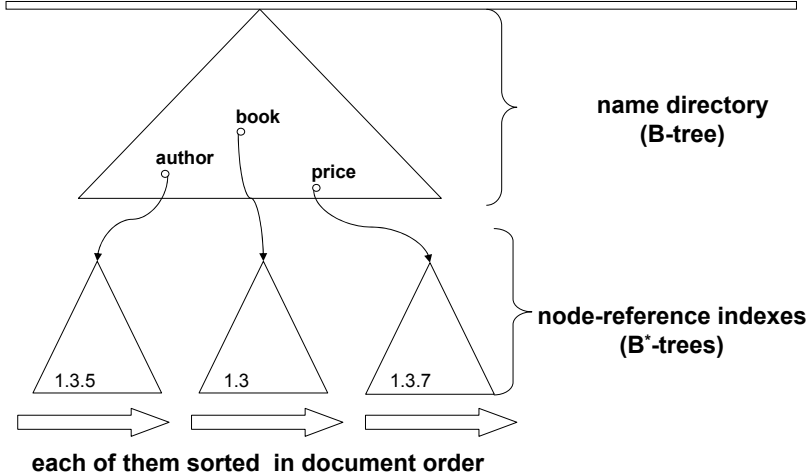 name directory
(B-tree)
book
author
price
node-reference indexes
(B*-trees)
1.3.5
1.3
1.3.7
each of them sorted in document order